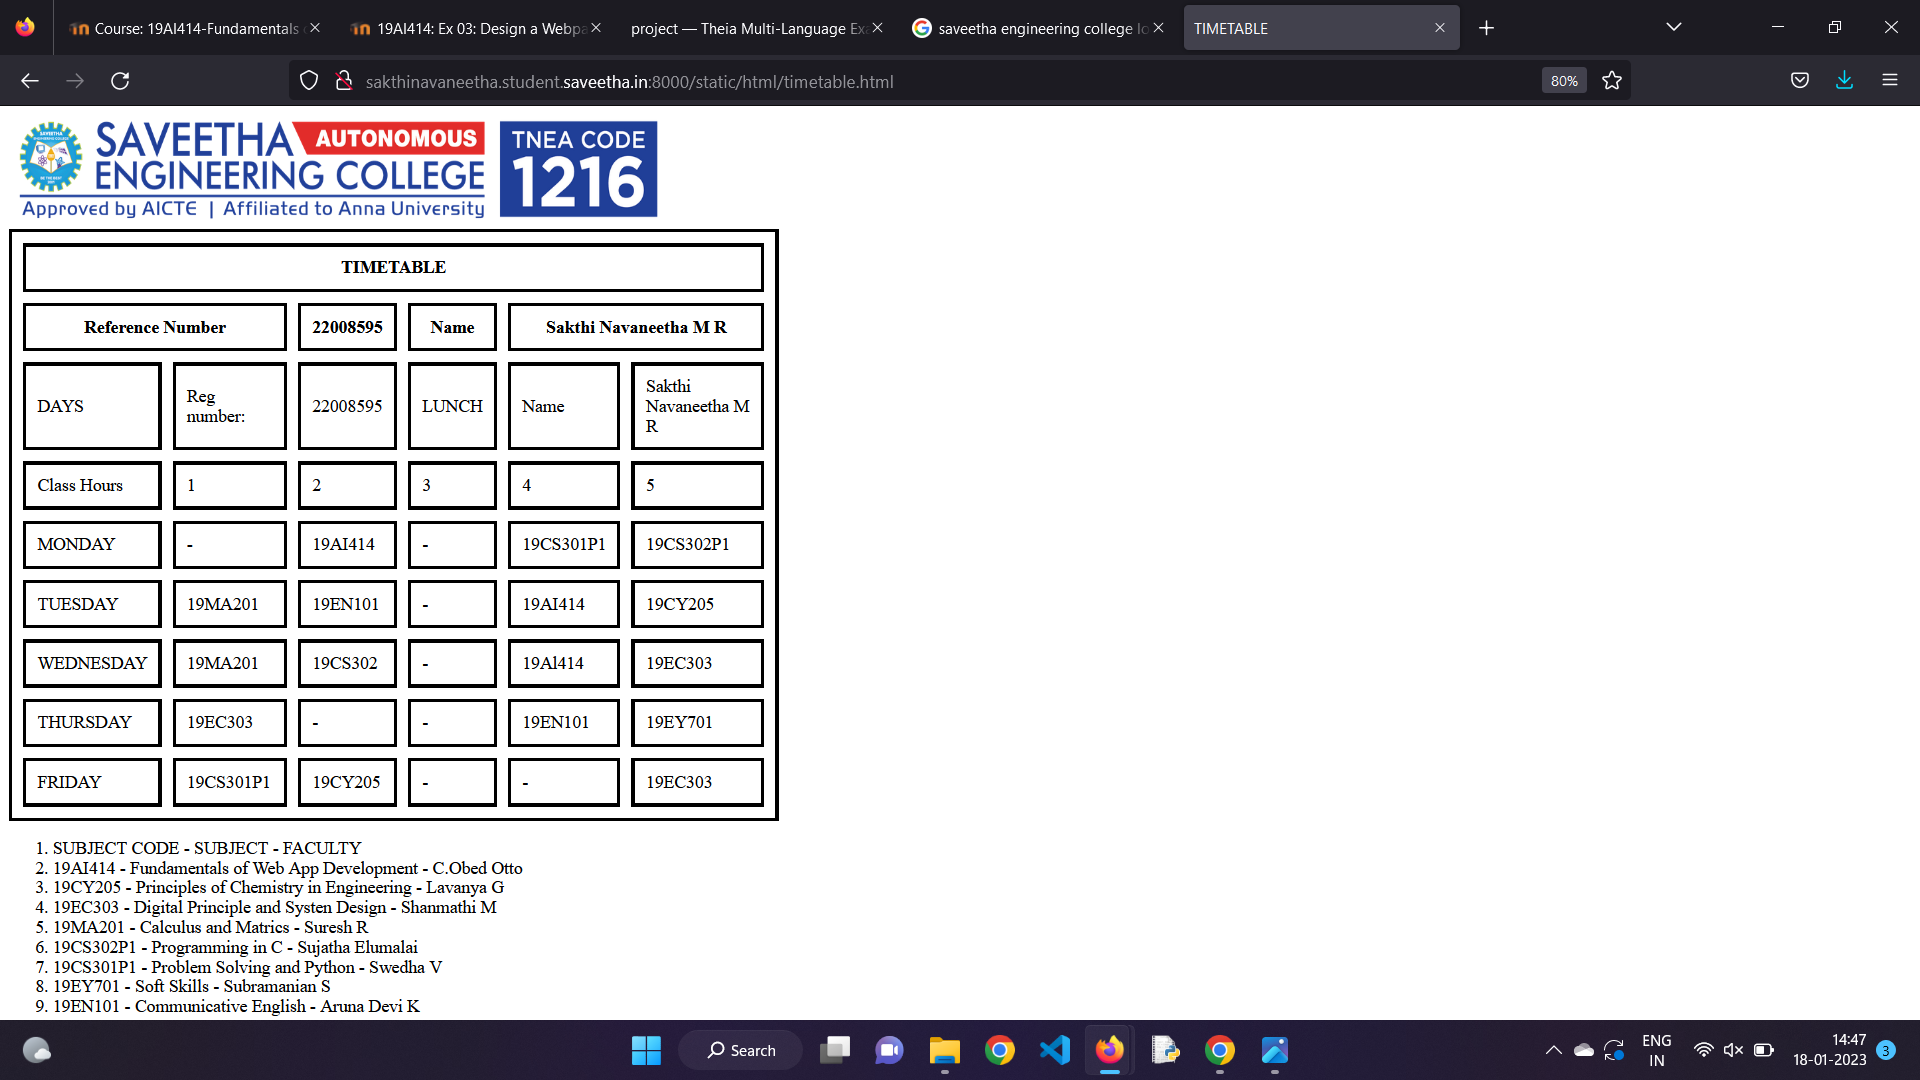 Course: 19AI414-Fundamentals
19AI414: Ex 03: Design a Webpa
project — Theia Multi-Language Exa
saveetha engineering college lo
TIMETABLE
sakthinavaneetha.student.saveetha.in:8000/static/html/timetable.html
80%
SAVEETHA AUTONOMOUS
ENGINEERING COLLEGE
Approved by AICTE | Affiliated to Anna University
TNEA CODE
1216
TIMETABLE
Reference Number 22008595 Name Sakthi Navaneetha M R
DAYS Reg number: 22008595 LUNCH Name Sakthi Navaneetha M R
Class Hours 1 2 3 4 5
MONDAY - 19AI414 - 19CS301P1 19CS302P1
TUESDAY 19MA201 19EN101 - 19AI414 19CY205
WEDNESDAY 19MA201 19CS302 - 19Al414 19EC303
THURSDAY 19EC303 - - 19EN101 19EY701
FRIDAY 19CS301P1 19CY205 - - 19EC303
1. SUBJECT CODE - SUBJECT - FACULTY
2. 19AI414 - Fundamentals of Web App Development - C.Obed Otto
3. 19CY205 - Principles of Chemistry in Engineering - Lavanya G
4. 19EC303 - Digital Principle and Systen Design - Shanmathi M
5. 19MA201 - Calculus and Matrics - Suresh R
6. 19CS302P1 - Programming in C - Sujatha Elumalai
7. 19CS301P1 - Problem Solving and Python - Swedha V
8. 19EY701 - Soft Skills - Subramanian S
9. 19EN101 - Communicative English - Aruna Devi K
Search
ENG
IN
14:47
18-01-2023
3